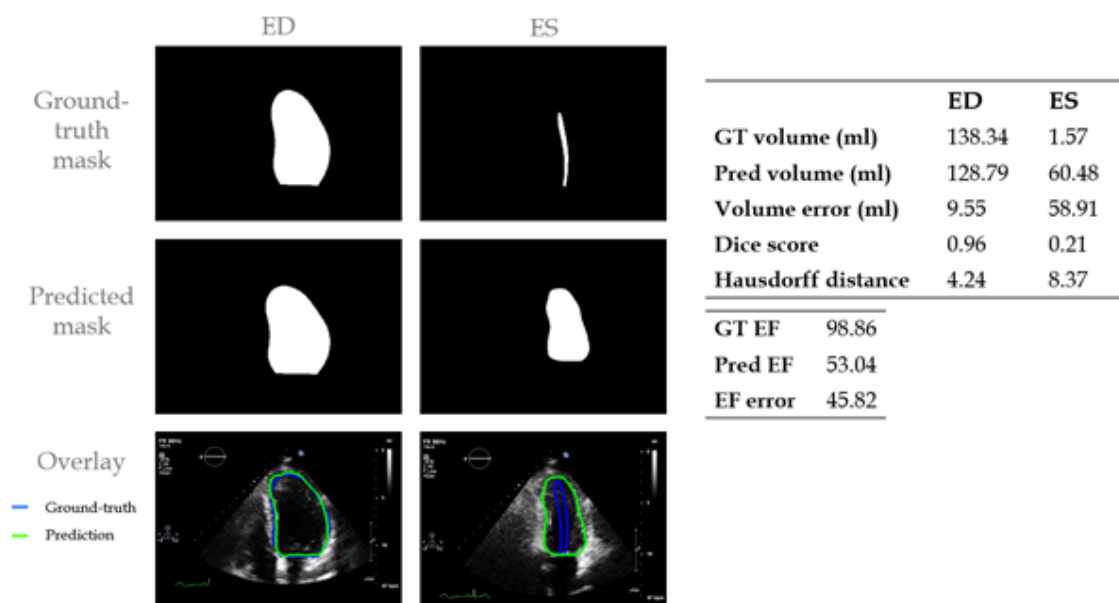 ED ES
Ground-
truth
mask
Predicted
mask
Overlay
Ground-truth
Prediction
ED ES
GT volume (ml) 138.34 1.57
Pred volume (ml) 128.79 60.48
Volume error (ml) 9.55 58.91
Dice score 0.96 0.21
Hausdorff distance 4.24 8.37
GT EF 98.86
Pred EF 53.04
EF error 45.82